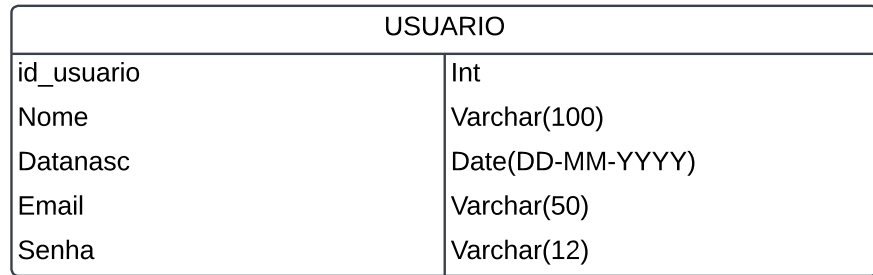 USUARIO
id_usuario Int
Nome Varchar(100)
Datanasc Date(DD-MM-YYYY)
Email Varchar(50)
Senha Varchar(12)